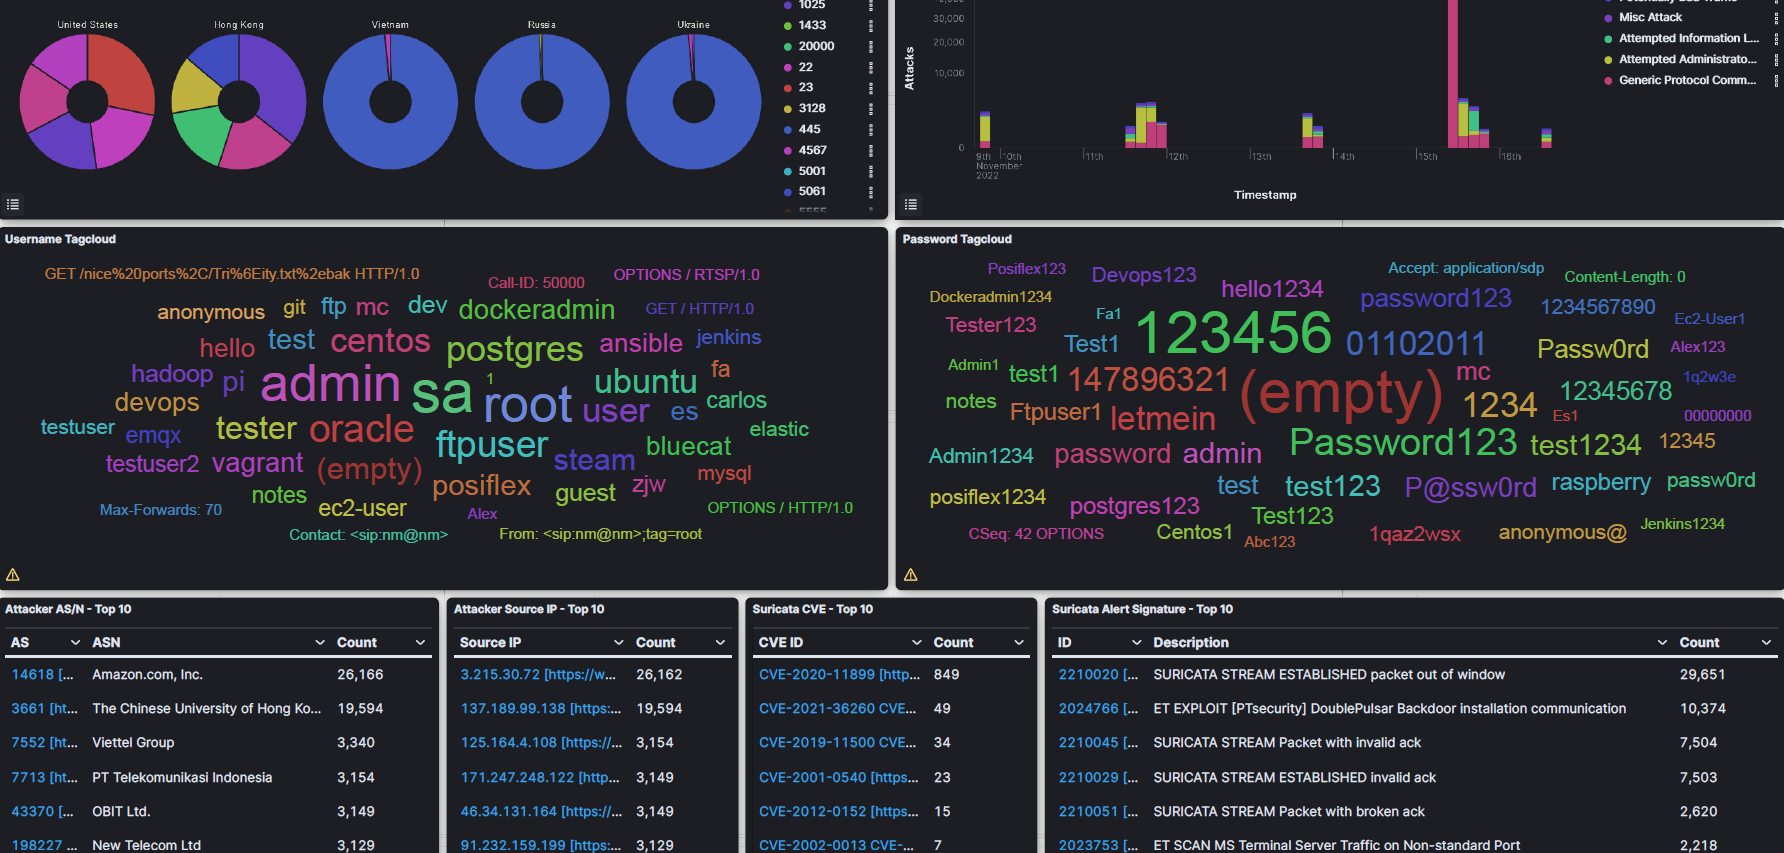 United States
Hong Kong
Vietnam
Russia
Ukraine
1025
1433
20000
22
23
3128
445
4567
5001
5061
5555
Attacks
30,000
20,000
10,000
0
9th
November
2022
10th
11th
12th
13th
14th
15th
16th
Timestamp
Misc Attack
Attempted Information L...
Attempted Administrato...
Generic Protocol Comm...
Username Tagcloud
GET /nice%20ports%2C/Tri%6Eity.txt%2ebak HTTP/1.0
Call-ID: 50000
OPTIONS / RTSP/1.0
anonymous git ftp mc dev dockeradmin GET / HTTP/1.0
hello test centos postgres ansible jenkins
hadoop pi admin sa 1 root ubuntu fa
devops user es carlos
testuser emqx tester oracle ftpuser bluecat elastic
testuser2 vagrant (empty) steam mysql
notes ec2-user posiflex guest zjw
Max-Forwards: 70 Alex OPTIONS / HTTP/1.0
Contact: <sip:nm@nm> From: <sip:nm@nm>;tag=root
Password Tagcloud
Posiflex123 Devops123 Accept: application/sdp Content-Length: 0
Dockeradmin1234 hello1234 password123 1234567890
Tester123 Fa1 123456 Ec2-User1
Test1 01102011 Passw0rd Alex123
Admin1 test1 147896321 (empty) mc 12345678 1q2w3e
notes Ftpuser1 letmein 1234 Es1 00000000
Admin1234 password admin Password123 test1234 12345
posiflex1234 postgres123 test test123 P@ssw0rd raspberry passw0rd
Test123
CSeq: 42 OPTIONS Centos1 Abc123 1qaz2wsx anonymous@ Jenkins1234
Attacker AS/N - Top 10
AS ASN Count
14618 [... Amazon.com, Inc. 26,166
3661 [ht... The Chinese University of Hong Ko... 19,594
7552 [ht... Viettel Group 3,340
7713 [ht... PT Telekomunikasi Indonesia 3,154
43370 [... OBIT Ltd. 3,149
198227 ... New Telecom Ltd 3,129
Attacker Source IP - Top 10
Source IP Count
3.215.30.72 [https://w... 26,162
137.189.99.138 [https:... 19,594
125.164.4.108 [https://... 3,154
171.247.248.122 [http... 3,149
46.34.131.164 [https://... 3,149
91.232.159.199 [https:... 3,129
Suricata CVE - Top 10
CVE ID Count
CVE-2020-11899 [http... 849
CVE-2021-36260 CVE... 49
CVE-2019-11500 CVE... 34
CVE-2001-0540 [https... 23
CVE-2012-0152 [https... 15
CVE-2002-0013 CVE-... 7
Suricata Alert Signature - Top 10
ID Description Count
2210020 [... SURICATA STREAM ESTABLISHED packet out of window 29,651
2024766 [... ET EXPLOIT [PTsecurity] DoublePulsar Backdoor installation communication 10,374
2210045 [... SURICATA STREAM Packet with invalid ack 7,504
2210029 [... SURICATA STREAM ESTABLISHED invalid ack 7,503
2210051 [... SURICATA STREAM Packet with broken ack 2,620
2023753 [... ET SCAN MS Terminal Server Traffic on Non-standard Port 2,218